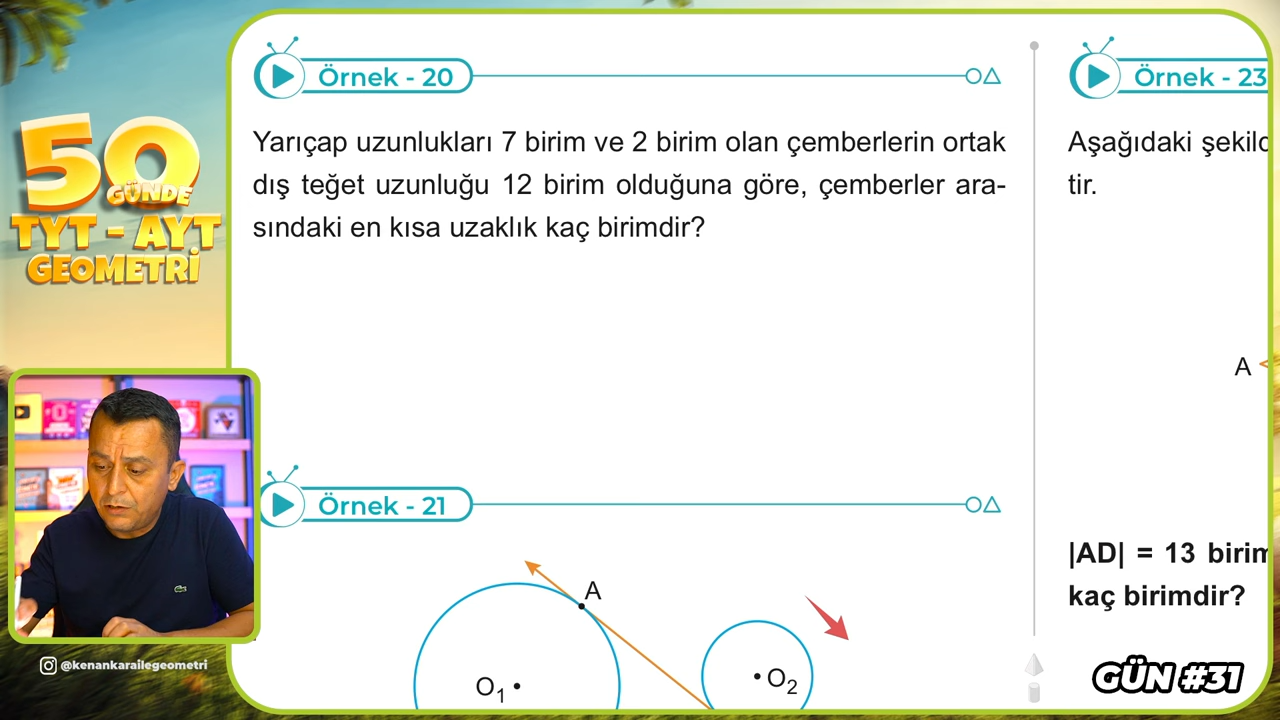 50
GÜNDE
TYT - AYT
GEOMETRİ
Örnek - 20
Yarıçap uzunlukları 7 birim ve 2 birim olan çemberlerin ortak
dış teğet uzunluğu 12 birim olduğuna göre, çemberler ara-
sındaki en kısa uzaklık kaç birimdir?
Örnek - 21
A
O1
O2
Örnek - 23
Aşağıdaki şekild
tir.
A
|AD| = 13 birim
kaç birimdir?
@kenankarailegeometri
GÜN #31